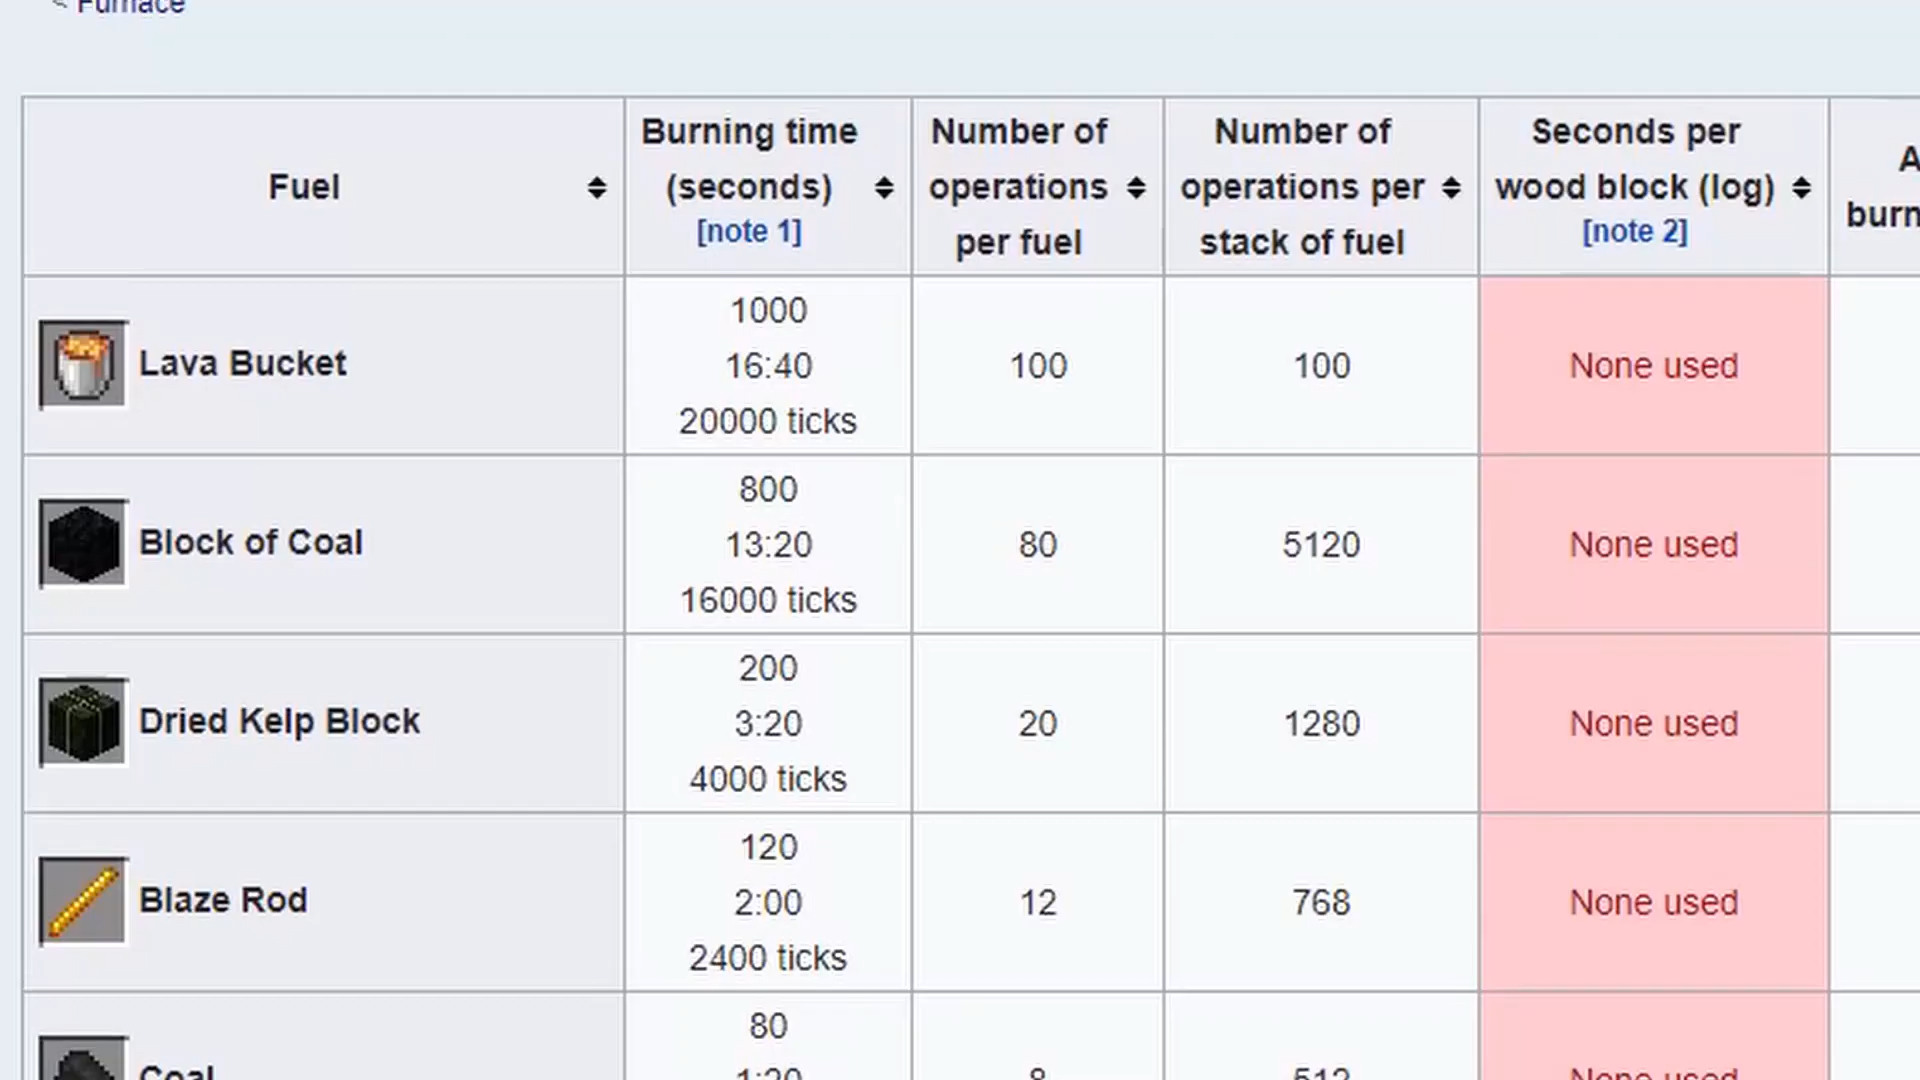 < Furnace
Fuel
Burning time
(seconds)
[note 1]
Number of
operations
per fuel
Number of
operations per
stack of fuel
Seconds per
wood block (log)
[note 2]
burn
Lava Bucket
1000
16:40
20000 ticks
100
100
None used
Block of Coal
800
13:20
16000 ticks
80
5120
None used
Dried Kelp Block
200
3:20
4000 ticks
20
1280
None used
Blaze Rod
120
2:00
2400 ticks
12
768
None used
Coal
80
1:20
8
512
None used